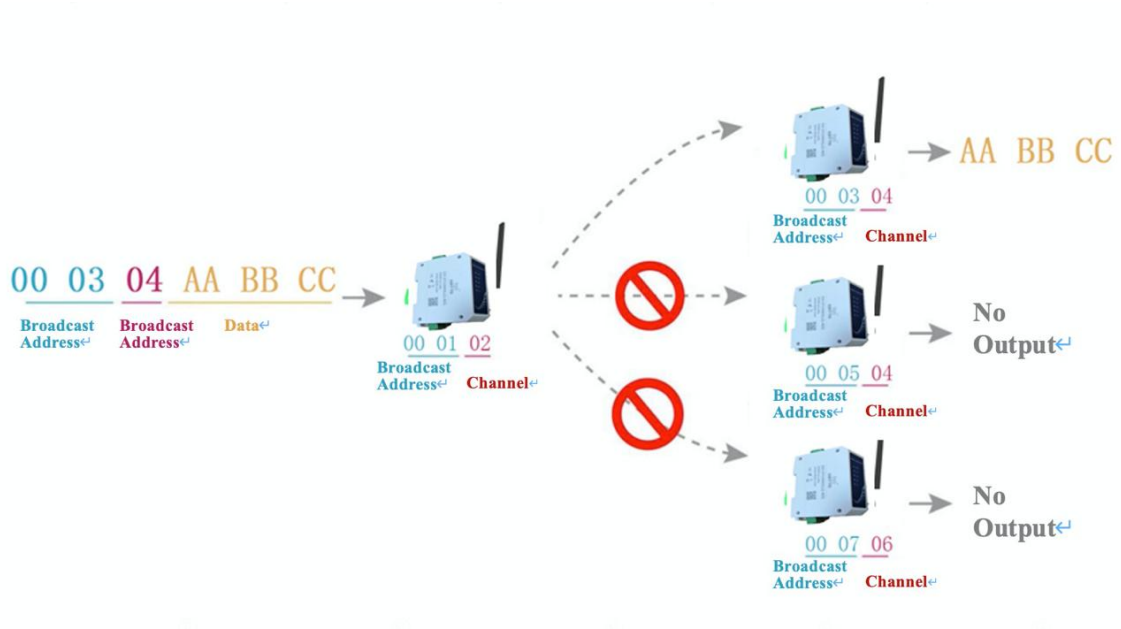 00 03 04 AA BB CC
Broadcast Address↵
Broadcast Address↵
Data↵
00 01 02
Broadcast Address↵
Channel↵
AA BB CC
00 03 04
Broadcast Address↵
Channel↵
No Output↵
00 05 04
Broadcast Address↵
Channel↵
No Output↵
00 07 06
Broadcast Address↵
Channel↵